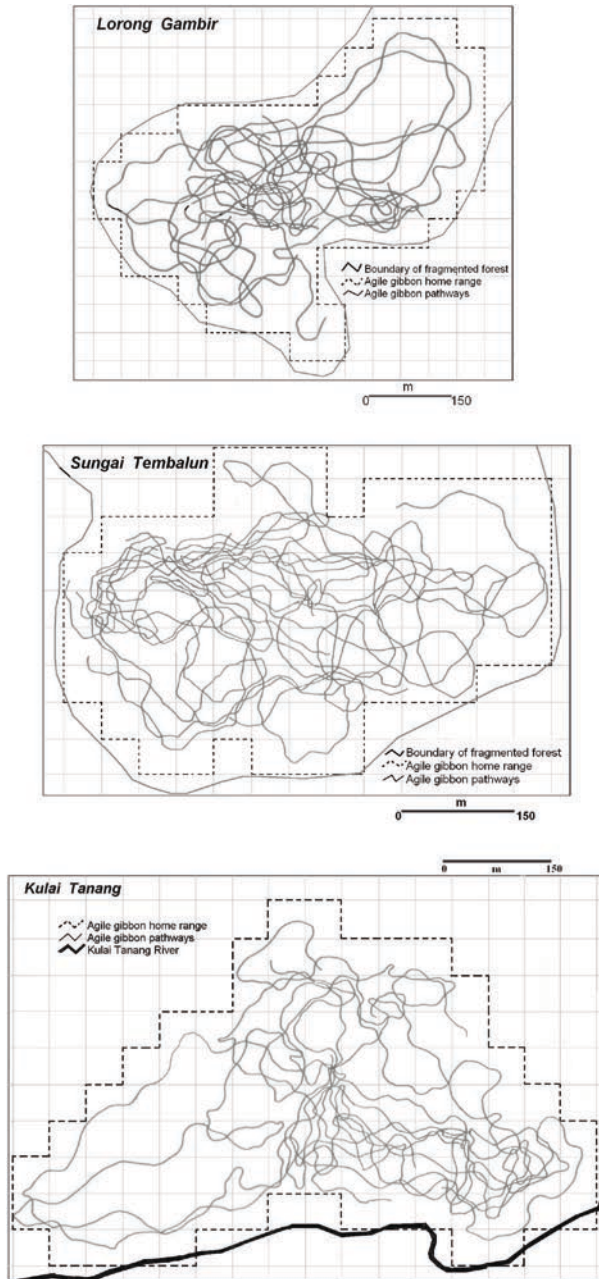 Lorong Gambir
Boundary of fragmented forest
Agile gibbon home range
Agile gibbon pathways
m
0 150
Sungai Tembalun
Boundary of fragmented forest
Agile gibbon home range
Agile gibbon pathways
m
0 150
0 m 150
Kulai Tanang
Agile gibbon home range
Agile gibbon pathways
Kulai Tanang River